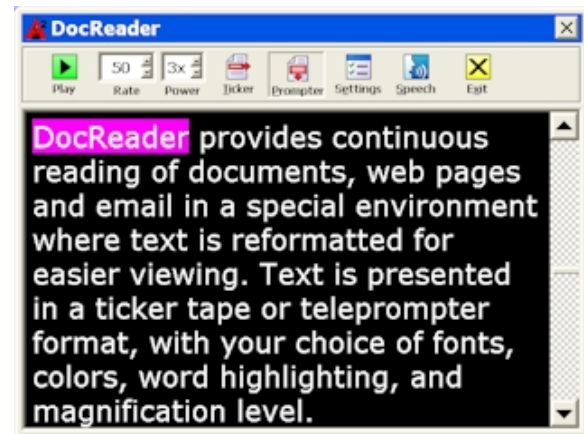 DocReader
50 3x
Play Rate Power Ticker Prompter Settings Speech Exit
DocReader provides continuous
reading of documents, web pages
and email in a special environment
where text is reformatted for
easier viewing. Text is presented
in a ticker tape or teleprompter
format, with your choice of fonts,
colors, word highlighting, and
magnification level.